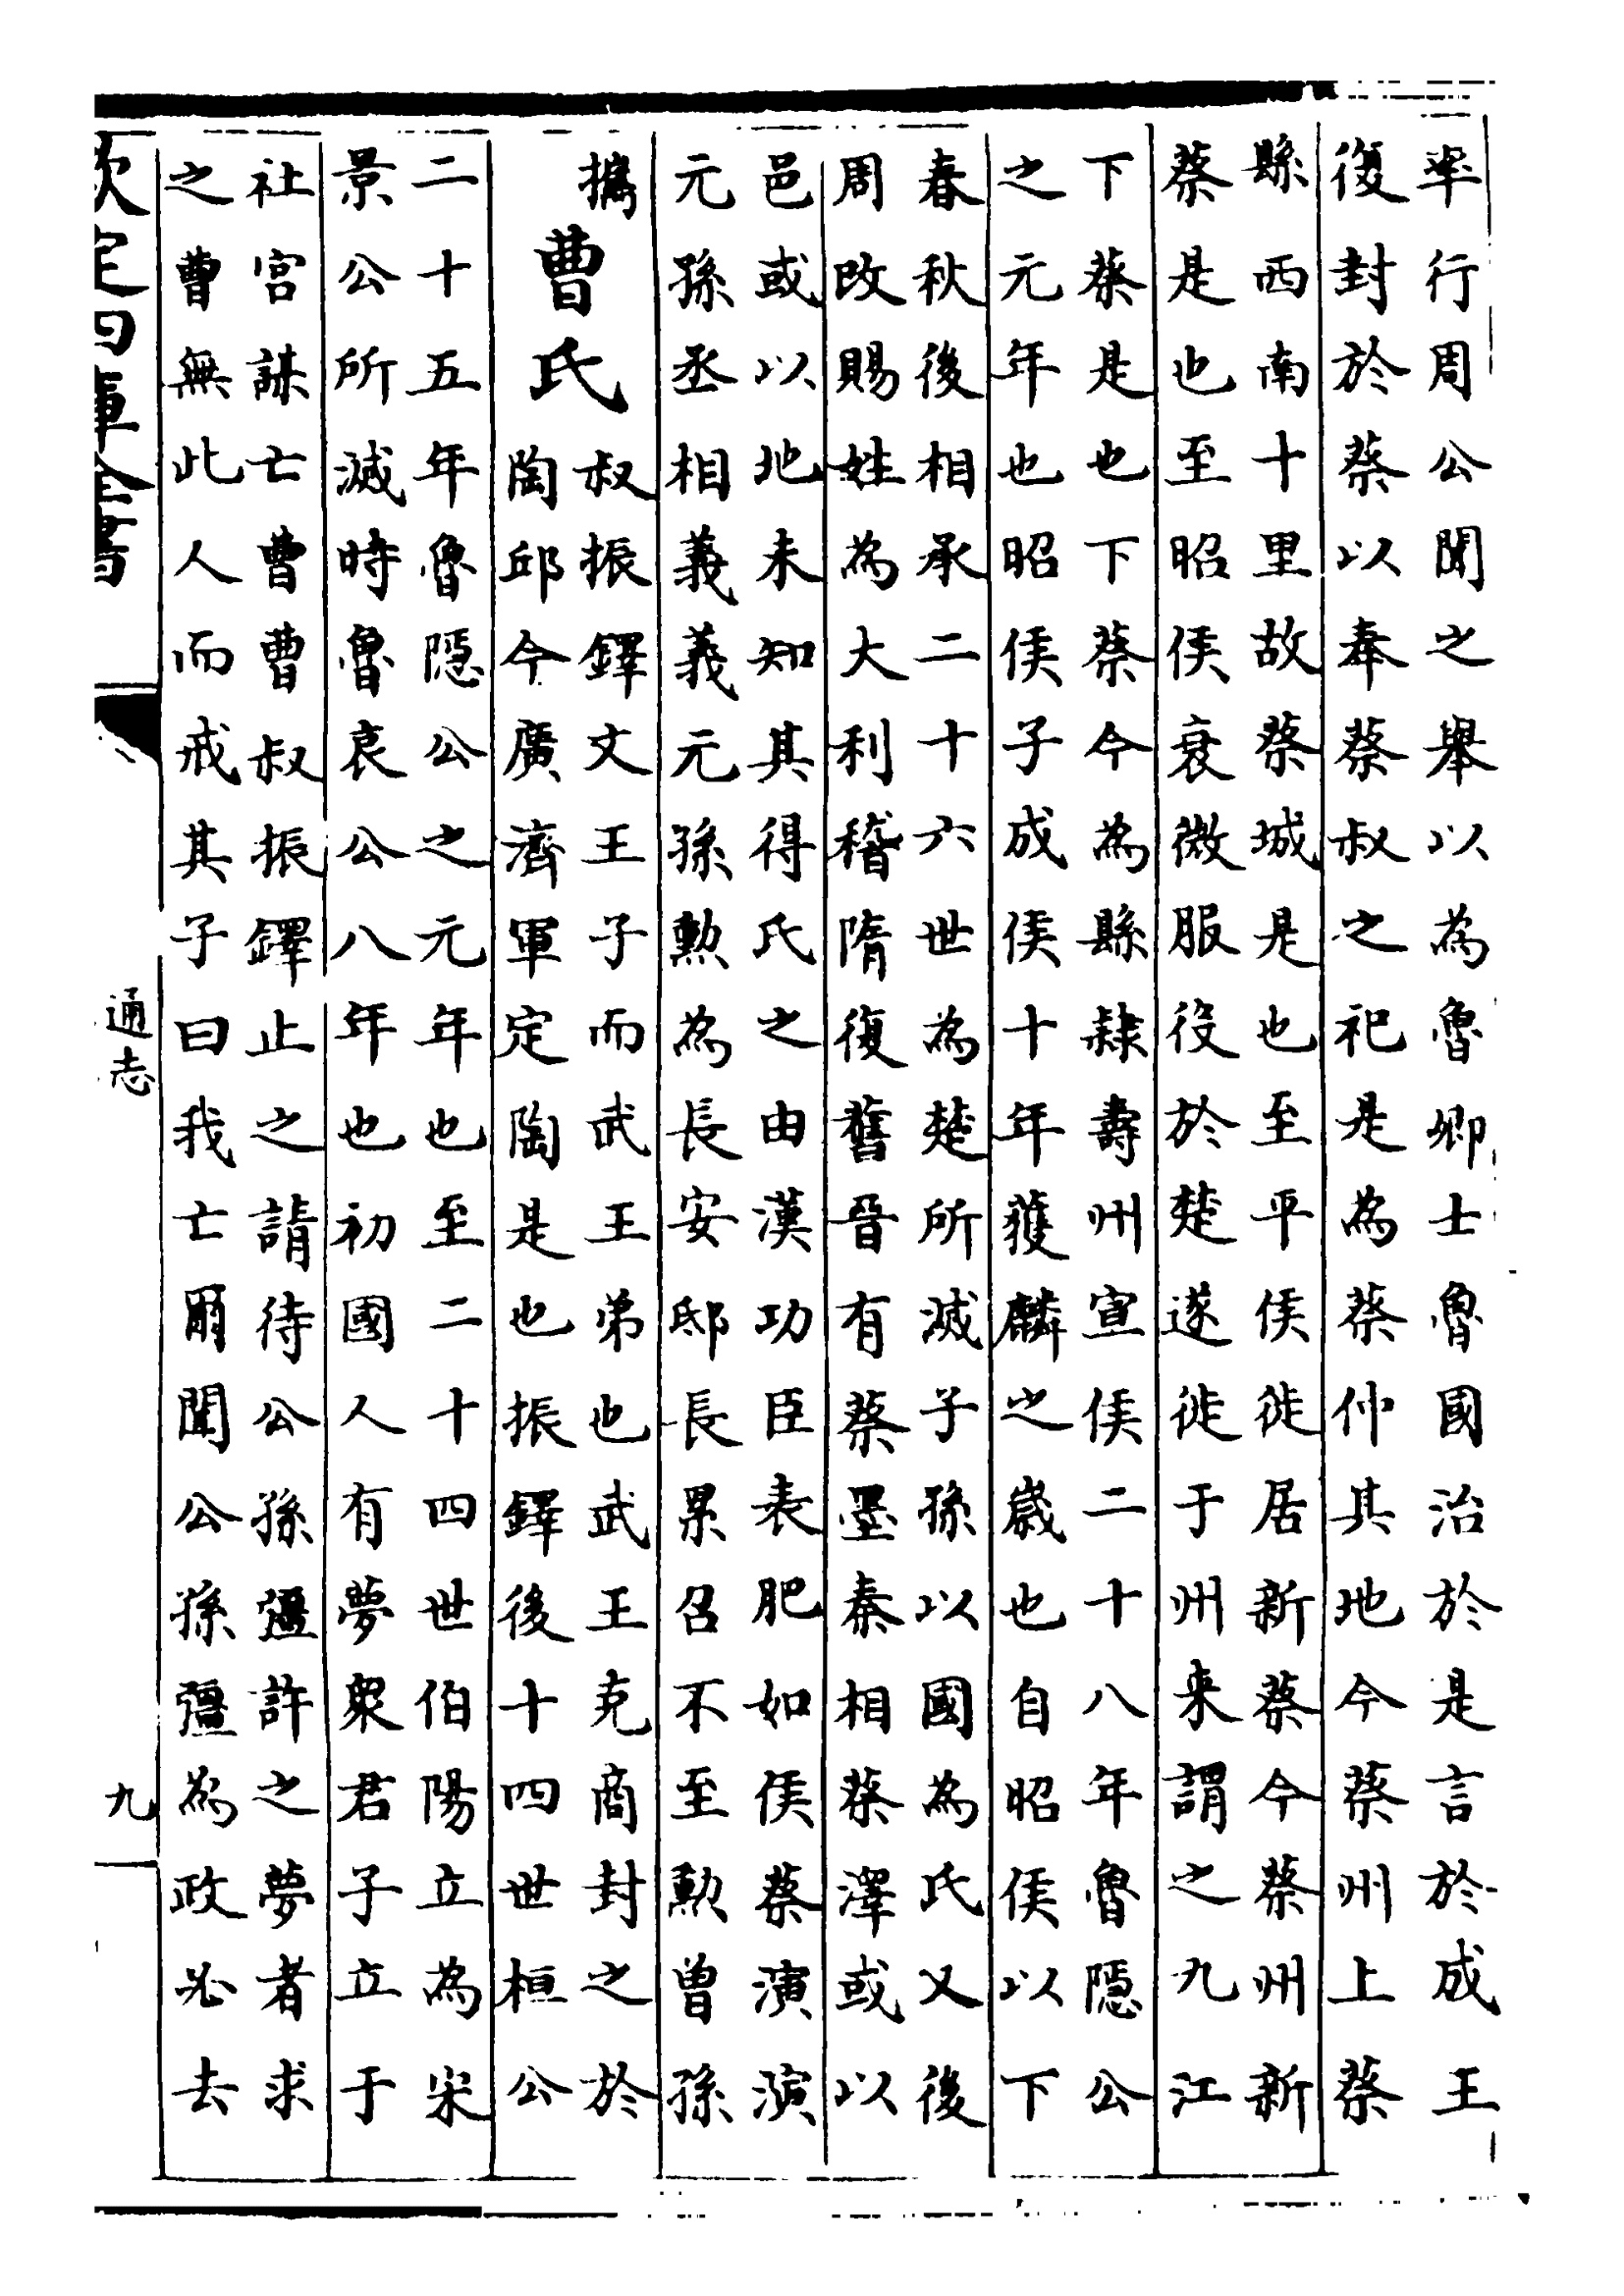 率行周公聞之舉以為魯卿士魯國治於是言於成王
復封於蔡以奉蔡叔之祀是為蔡仲其地今蔡州上蔡
縣西南十里故蔡城是也至平侯徙居新蔡今蔡州新
蔡是也至昭侯衰微服役於楚遂徙于州来謂之九江
下蔡是也下蔡今為縣隷壽州宣侯二十八年魯隱公
之元年也昭侯子成侯十年獲麟之歲也自昭侯以下
春秋後相承二十六世為楚所滅子孫以國為氏又後
周改賜姓為大利稽隋復舊晉有蔡墨秦相蔡澤或以
邑或以地未知其得氏之由漢功臣表肥如侯蔡演演
元孫丞相義義元孫勲為長安邸長累召不至勲曾孫
攜
曹氏
叔振鐸文王子而武王弟也武王克商封之於
陶邱今廣濟軍定陶是也振鐸後十四世桓公
二十五年魯隱公之元年也至二十四世伯陽立為宋
景公所滅時魯哀公八年也初國人有夢衆君子立于
社宮謀亡曹曹叔振鐸止之請待公孫彊許之夢者求
之曹無此人而戒其子曰我亡爾聞公孫彊為政必去
欽定四庫全書
通志
九